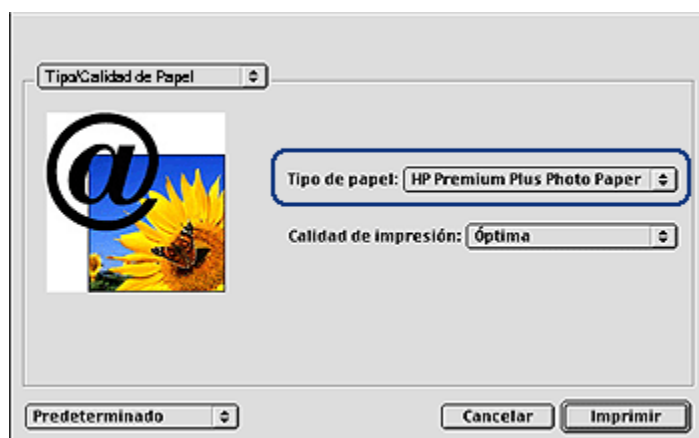 Tipo/Calidad de Papel
@
Tipo de papel: HP Premium Plus Photo Paper
Calidad de impresión: Óptima
Predeterminado
Cancelar
Imprimir